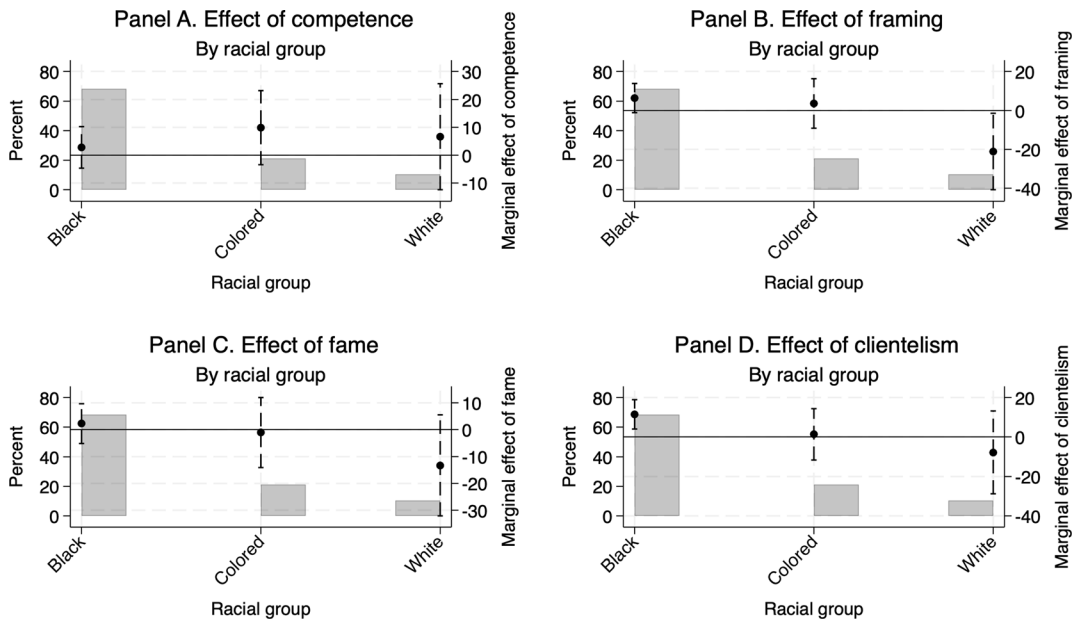 Panel A. Effect of competence
By racial group
Percent
80
60
40
20
0
30
20
10
0
-10
Marginal effect of competence
Black
Colored
White
Racial group
Panel B. Effect of framing
By racial group
Percent
80
60
40
20
0
20
0
-20
-40
Marginal effect of framing
Black
Colored
White
Racial group
Panel C. Effect of fame
By racial group
Percent
80
60
40
20
0
10
0
-10
-20
-30
Marginal effect of fame
Black
Colored
White
Racial group
Panel D. Effect of clientelism
By racial group
Percent
80
60
40
20
0
20
0
-20
-40
Marginal effect of clientelism
Black
Colored
White
Racial group